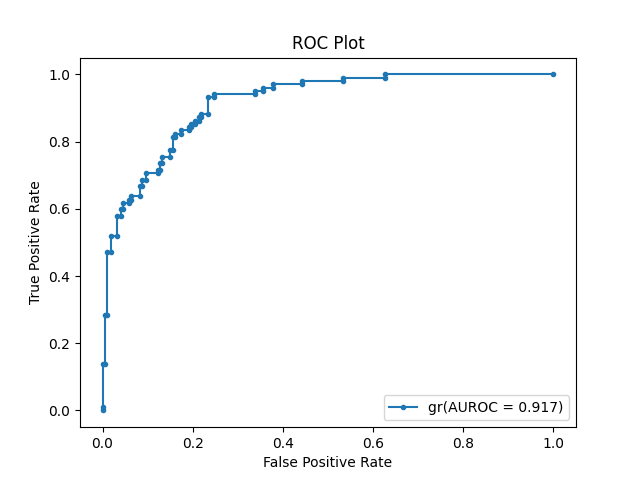 ROC Plot
True Positive Rate
1.0
0.8
0.6
0.4
0.2
0.0
gr(AUROC = 0.917)
0.0 0.2 0.4 0.6 0.8 1.0
False Positive Rate